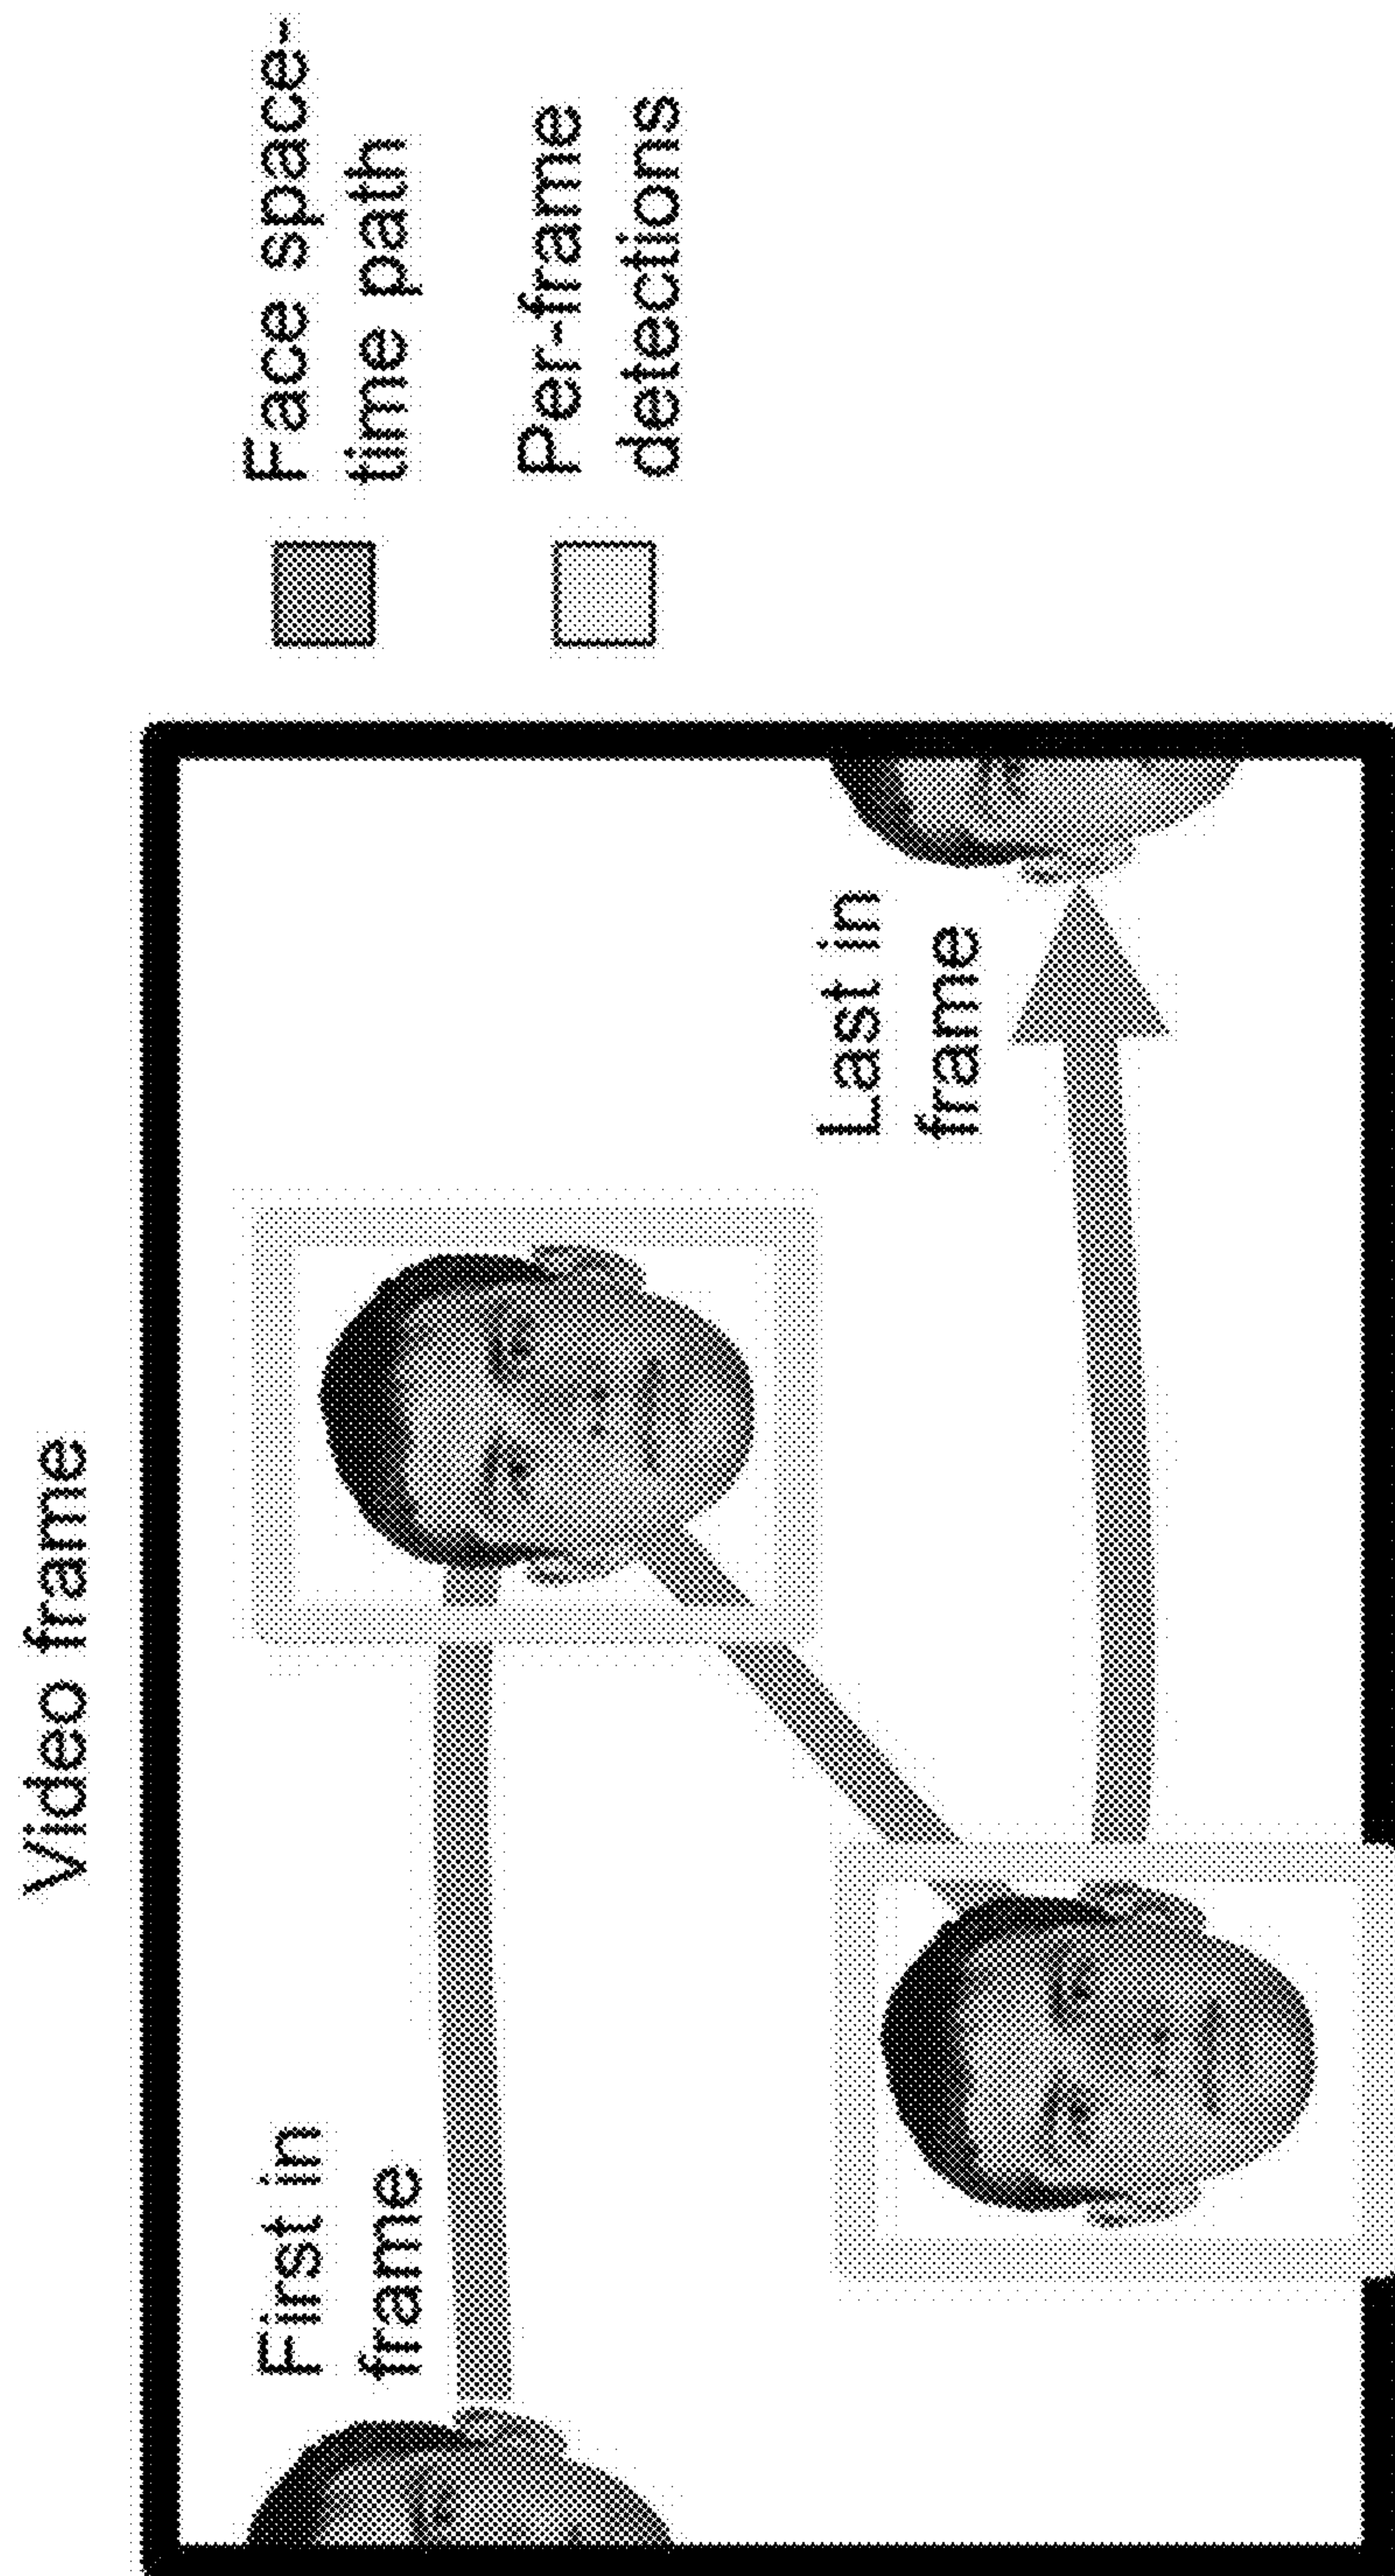 Video frame
First in
frame
Last in
frame
Face space-
time path
Per-frame
detections